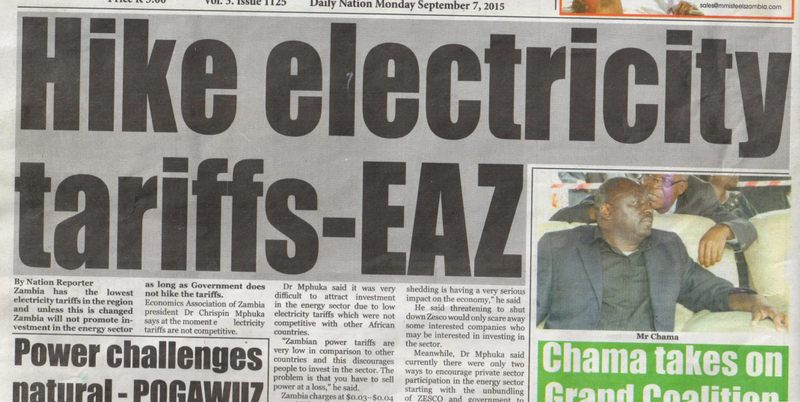 Price K 5.00
Vol. 3. Issue 1125
Daily Nation Monday September 7, 2015
sales@mmisteelszambia.com
Hike electricity
tariffs-EAZ
By Nation Reporter
Zambia has the lowest
electricity tariffs in the region
and unless this is changed
Zambia will not promote in-
vestment in the energy sector
as long as Government does
not hike the tariffs.
Economics Association of Zambia
president Dr Chrispin Mphuka
says at the moment e lectricity
tariffs are not competitive.
Dr Mphuka said it was very
difficult to attract investment
in the energy sector due to low
electricity tariffs which were not
competitive with other African
countries.
"Zambian power tariffs are
very low in comparison to other
countries and this discourages
people to invest in the sector. The
problem is that you have to sell
power at a loss," he said.
Zambia charges at $0.03–$0.04
shedding is having a very serious
impact on the economy," he said
He said threatening to shut
down Zesco would only scare away
some interested companies who
may be interested in investing in
the sector.
Meanwhile, Dr Mphuka said
currently there were only two
ways to encourage private sector
participation in the energy sector
starting with the unbundling
of ZESCO and government to
Mr Chama
Chama takes on
Grand Coalition
Power challenges
natural - POGAWUZ